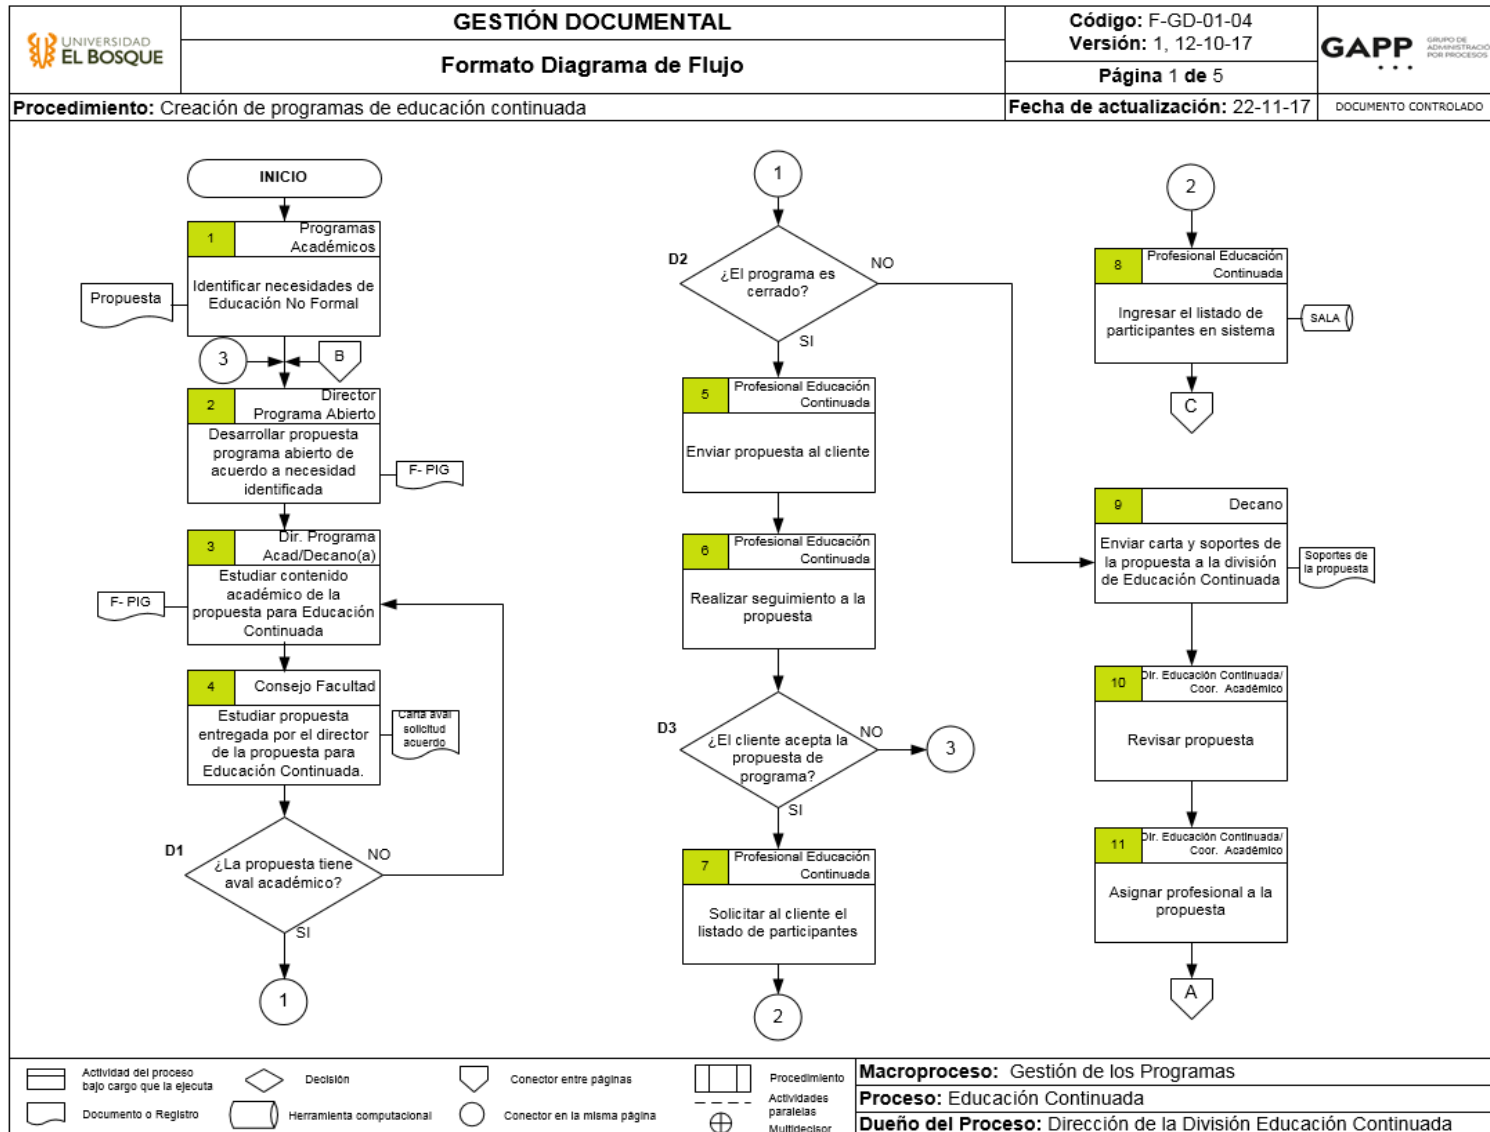 UNIVERSIDAD
EL BOSQUE
GESTIÓN DOCUMENTAL
Formato Diagrama de Flujo
Código: F-GD-01-04
Versión: 1, 12-10-17
Página 1 de 5
GAPP
GRUPO DE
ADMINISTRACIÓ
POR PROCESOS
Procedimiento: Creación de programas de educación continuada
Fecha de actualización: 22-11-17
DOCUMENTO CONTROLADO
INICIO
1
Programas
Académicos
Identificar necesidades de
Educación No Formal
Propuesta
3
B
2
Director
Programa Abierto
Desarrollar propuesta
programa abierto de
acuerdo a necesidad
identificada
F- PIG
3
Dir. Programa
Acad/Decano(a)
Estudiar contenido
académico de la
propuesta para Educación
Continuada
F- PIG
4
Consejo Facultad
Estudiar propuesta
entregada por el director
de la propuesta para
Educación Continuada.
Carta aval
solicitud
acuerdo
D1
¿La propuesta tiene
aval académico?
NO
SI
1
1
D2
¿El programa es
cerrado?
NO
SI
5
Profesional Educación
Continuada
Enviar propuesta al cliente
6
Profesional Educación
Continuada
Realizar seguimiento a la
propuesta
D3
¿El cliente acepta la
propuesta de
programa?
NO
3
SI
7
Profesional Educación
Continuada
Solicitar al cliente el
listado de participantes
2
2
8
Profesional Educación
Continuada
Ingresar el listado de
participantes en sistema
SALA
C
9
Decano
Enviar carta y soportes de
la propuesta a la división
de Educación Continuada
Soportes de
la propuesta
10
Dir. Educación Continuada/
Coor. Académico
Revisar propuesta
11
Dir. Educación Continuada/
Coor. Académico
Asignar profesional a la
propuesta
A
Actividad del proceso
bajo cargo que la ejecuta
Decisión
Conector entre páginas
Procedimiento
Documento o Registro
Herramienta computacional
Conector en la misma página
Actividades
paralelas
Multidecisor
Macroproceso: Gestión de los Programas
Proceso: Educación Continuada
Dueño del Proceso: Dirección de la División Educación Continuada